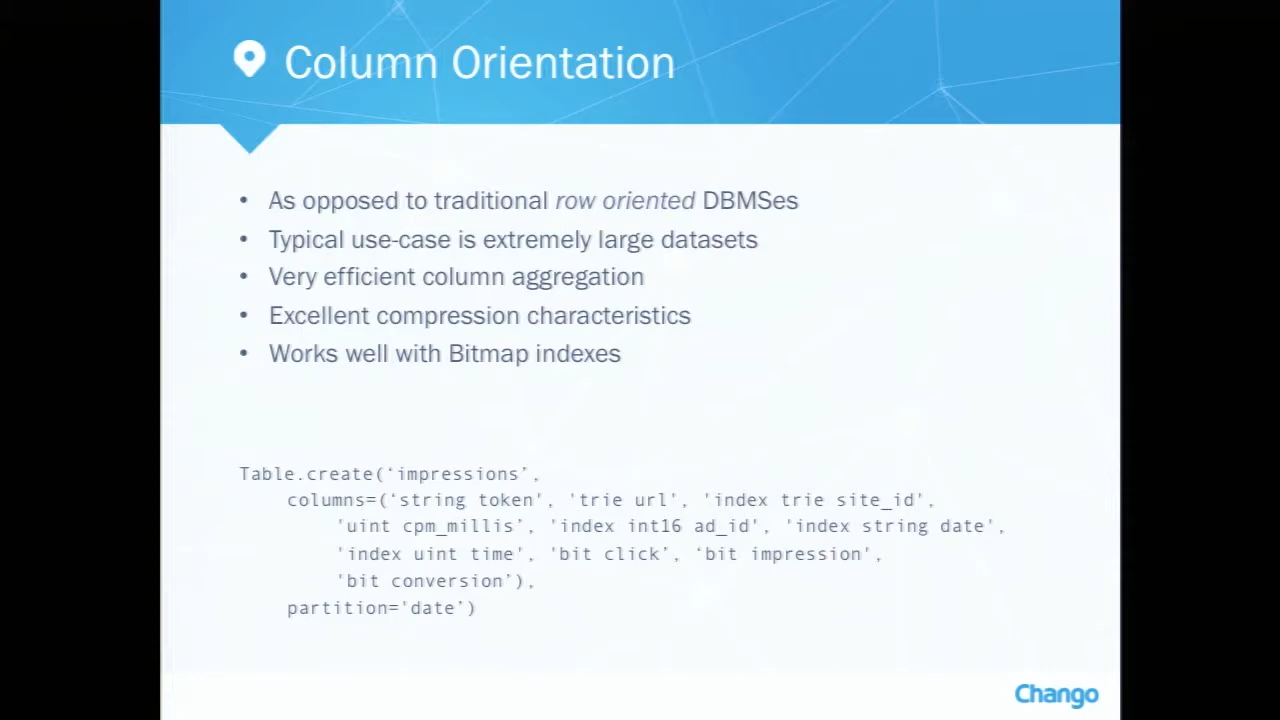 Column Orientation
• As opposed to traditional row oriented DBMSes
• Typical use-case is extremely large datasets
• Very efficient column aggregation
• Excellent compression characteristics
• Works well with Bitmap indexes
Table.create(‘impressions’,
columns=(‘string token', 'trie url', 'index trie site_id',
'uint cpm_millis’, 'index int16 ad_id', 'index string date',
'index uint time', 'bit click’, ‘bit impression',
'bit conversion’),
partition='date’)
Chango